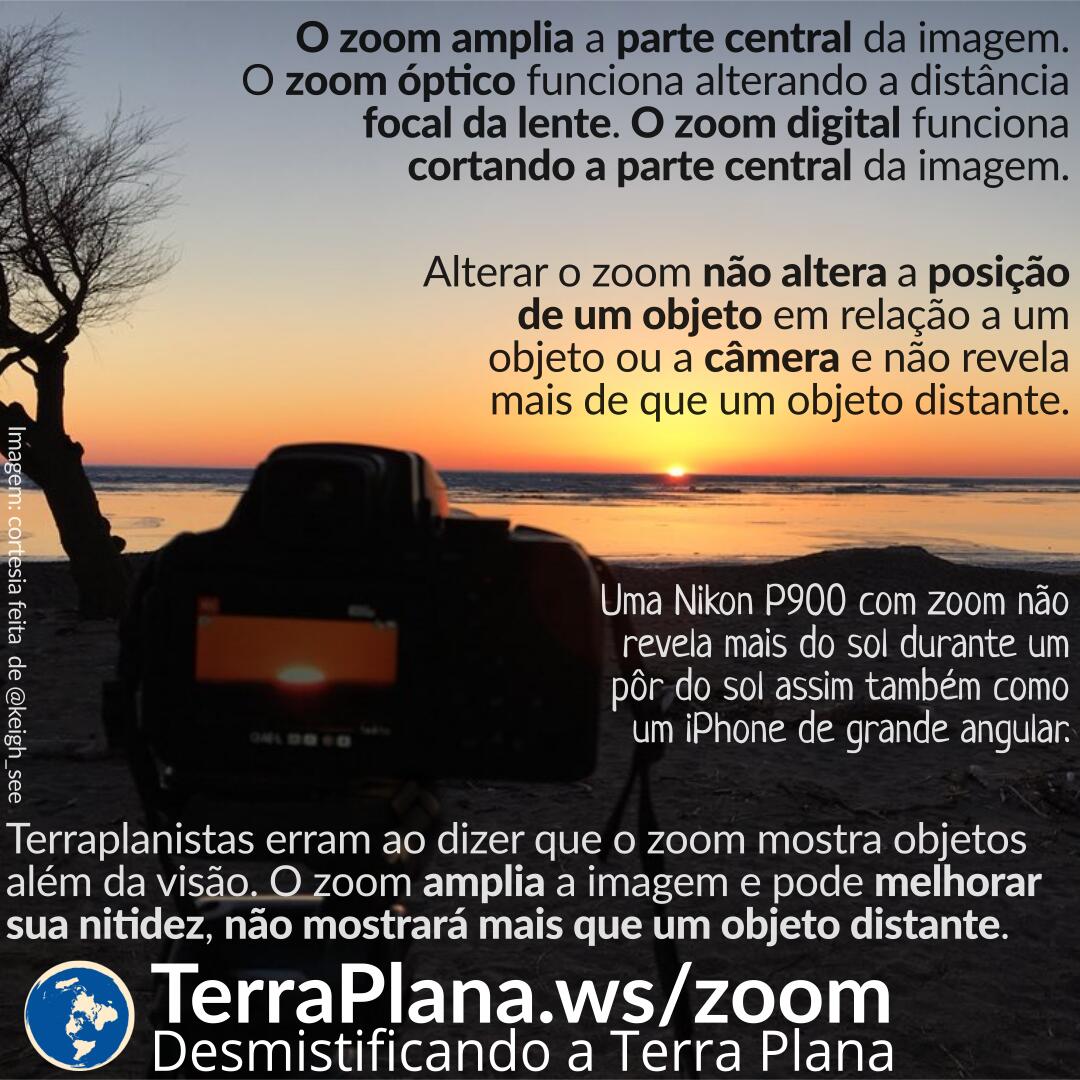 O zoom amplia a parte central da imagem.
O zoom óptico funciona alterando a distância
focal da lente. O zoom digital funciona
cortando a parte central da imagem.
Alterar o zoom não altera a posição
de um objeto em relação a um
objeto ou a câmera e não revela
mais de que um objeto distante.
Imagem: cortesia feita de @keigh_see
Uma Nikon P900 com zoom não
revela mais do sol durante um
pôr do sol assim também como
um iPhone de grande angular.
Terraplanistas erram ao dizer que o zoom mostra objetos
além da visão. O zoom amplia a imagem e pode melhorar
sua nitidez, não mostrará mais que um objeto distante.
TerraPlana.ws/zoom
Desmistificando a Terra Plana